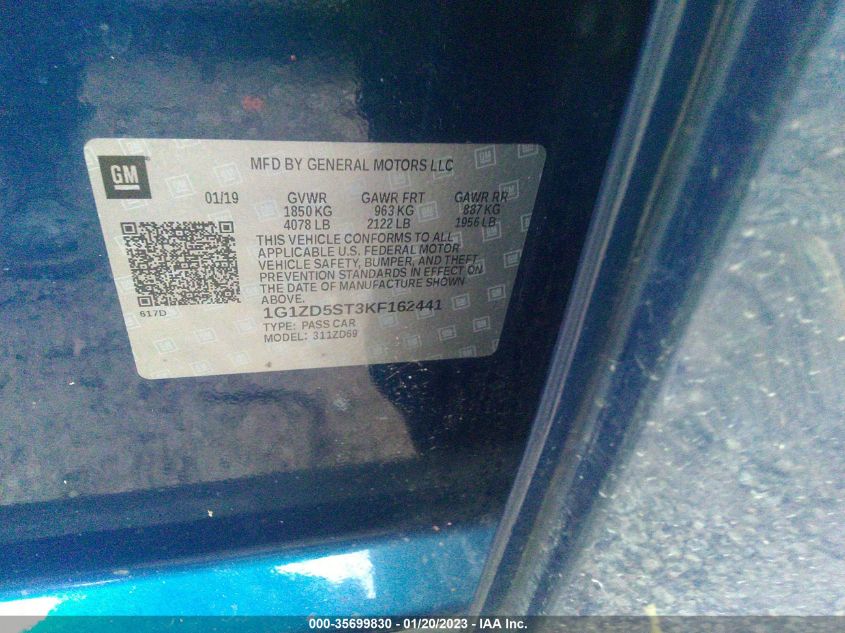 GM
MFD BY GENERAL MOTORS LLC
01/19 GVWR GAWR FRT GAWR RR
1850 KG 963 KG 887 KG
4078 LB 2122 LB 1956 LB
THIS VEHICLE CONFORMS TO ALL
APPLICABLE U.S. FEDERAL MOTOR
VEHICLE SAFETY, BUMPER, AND THEFT
PREVENTION STANDARDS IN EFFECT ON
THE DATE OF MANUFACTURE SHOWN
ABOVE.
617D
1G1ZD5ST3KF162441
TYPE: PASS CAR
MODEL: 311ZD69
000-35699830 - 01/20/2023 - IAA Inc.